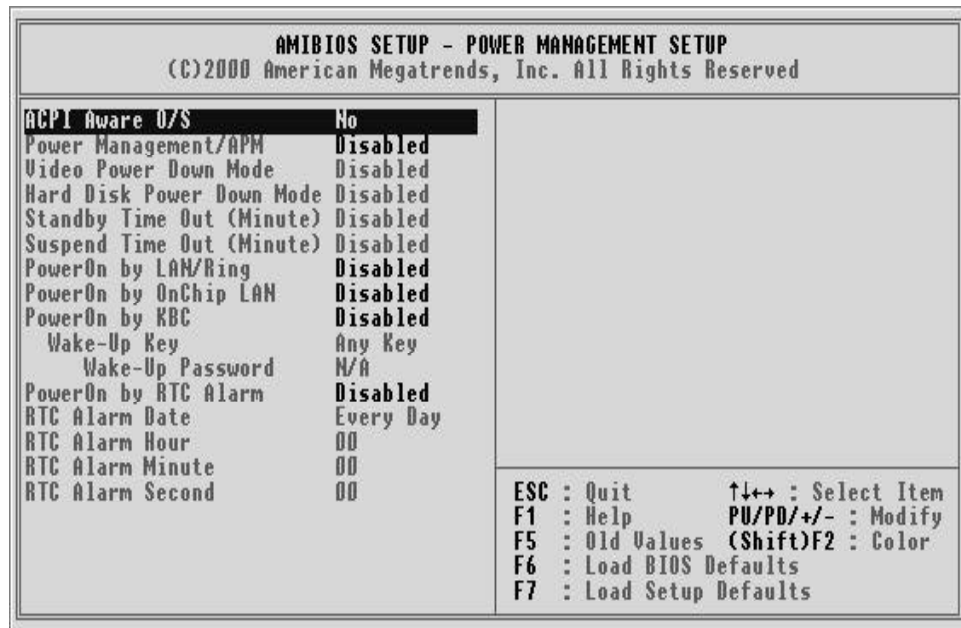 AMIBIOS SETUP - POWER MANAGEMENT SETUP
(C)2000 American Megatrends, Inc. All Rights Reserved
ACPI Aware O/S No
Power Management/APM Disabled
Video Power Down Mode Disabled
Hard Disk Power Down Mode Disabled
Standby Time Out (Minute) Disabled
Suspend Time Out (Minute) Disabled
PowerOn by LAN/Ring Disabled
PowerOn by OnChip LAN Disabled
PowerOn by KBC Disabled
Wake-Up Key Any Key
Wake-Up Password N/A
PowerOn by RTC Alarm Disabled
RTC Alarm Date Every Day
RTC Alarm Hour 00
RTC Alarm Minute 00
RTC Alarm Second 00
ESC : Quit ↑↓←→ : Select Item
F1 : Help PU/PD/+/- : Modify
F5 : Old Values (Shift)F2 : Color
F6 : Load BIOS Defaults
F7 : Load Setup Defaults